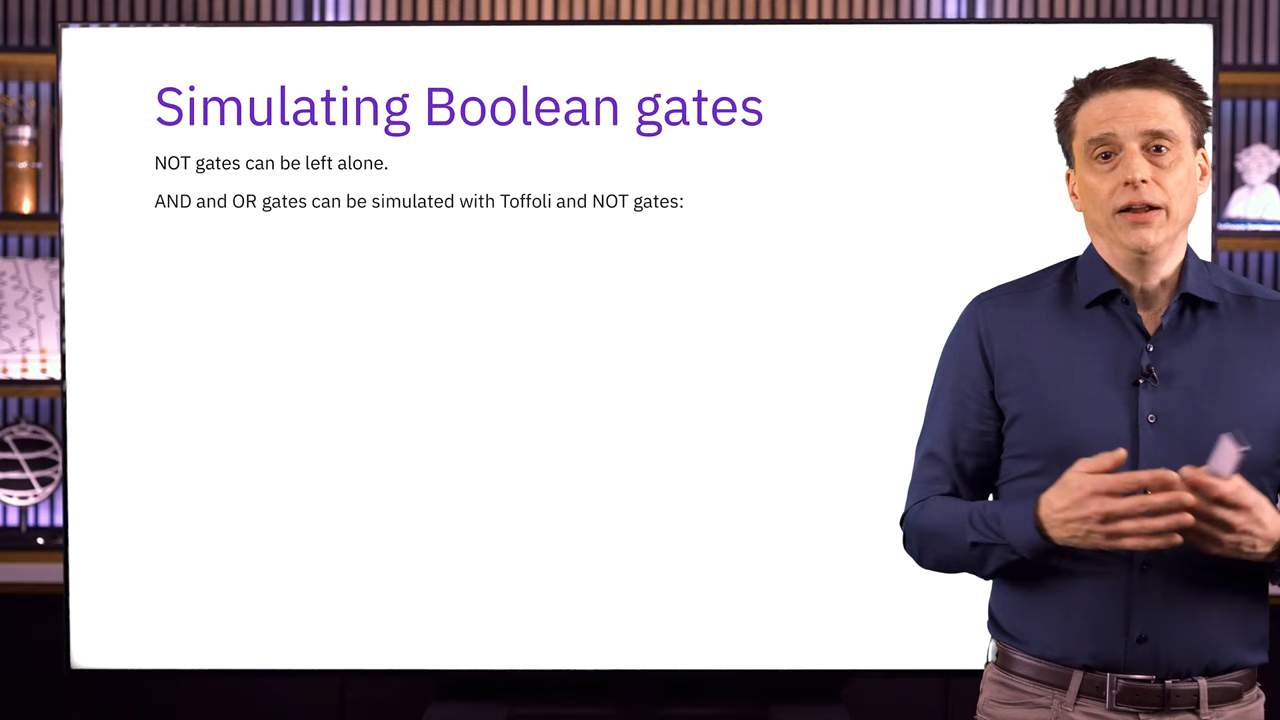 Simulating Boolean gates
NOT gates can be left alone.
AND and OR gates can be simulated with Toffoli and NOT gates: